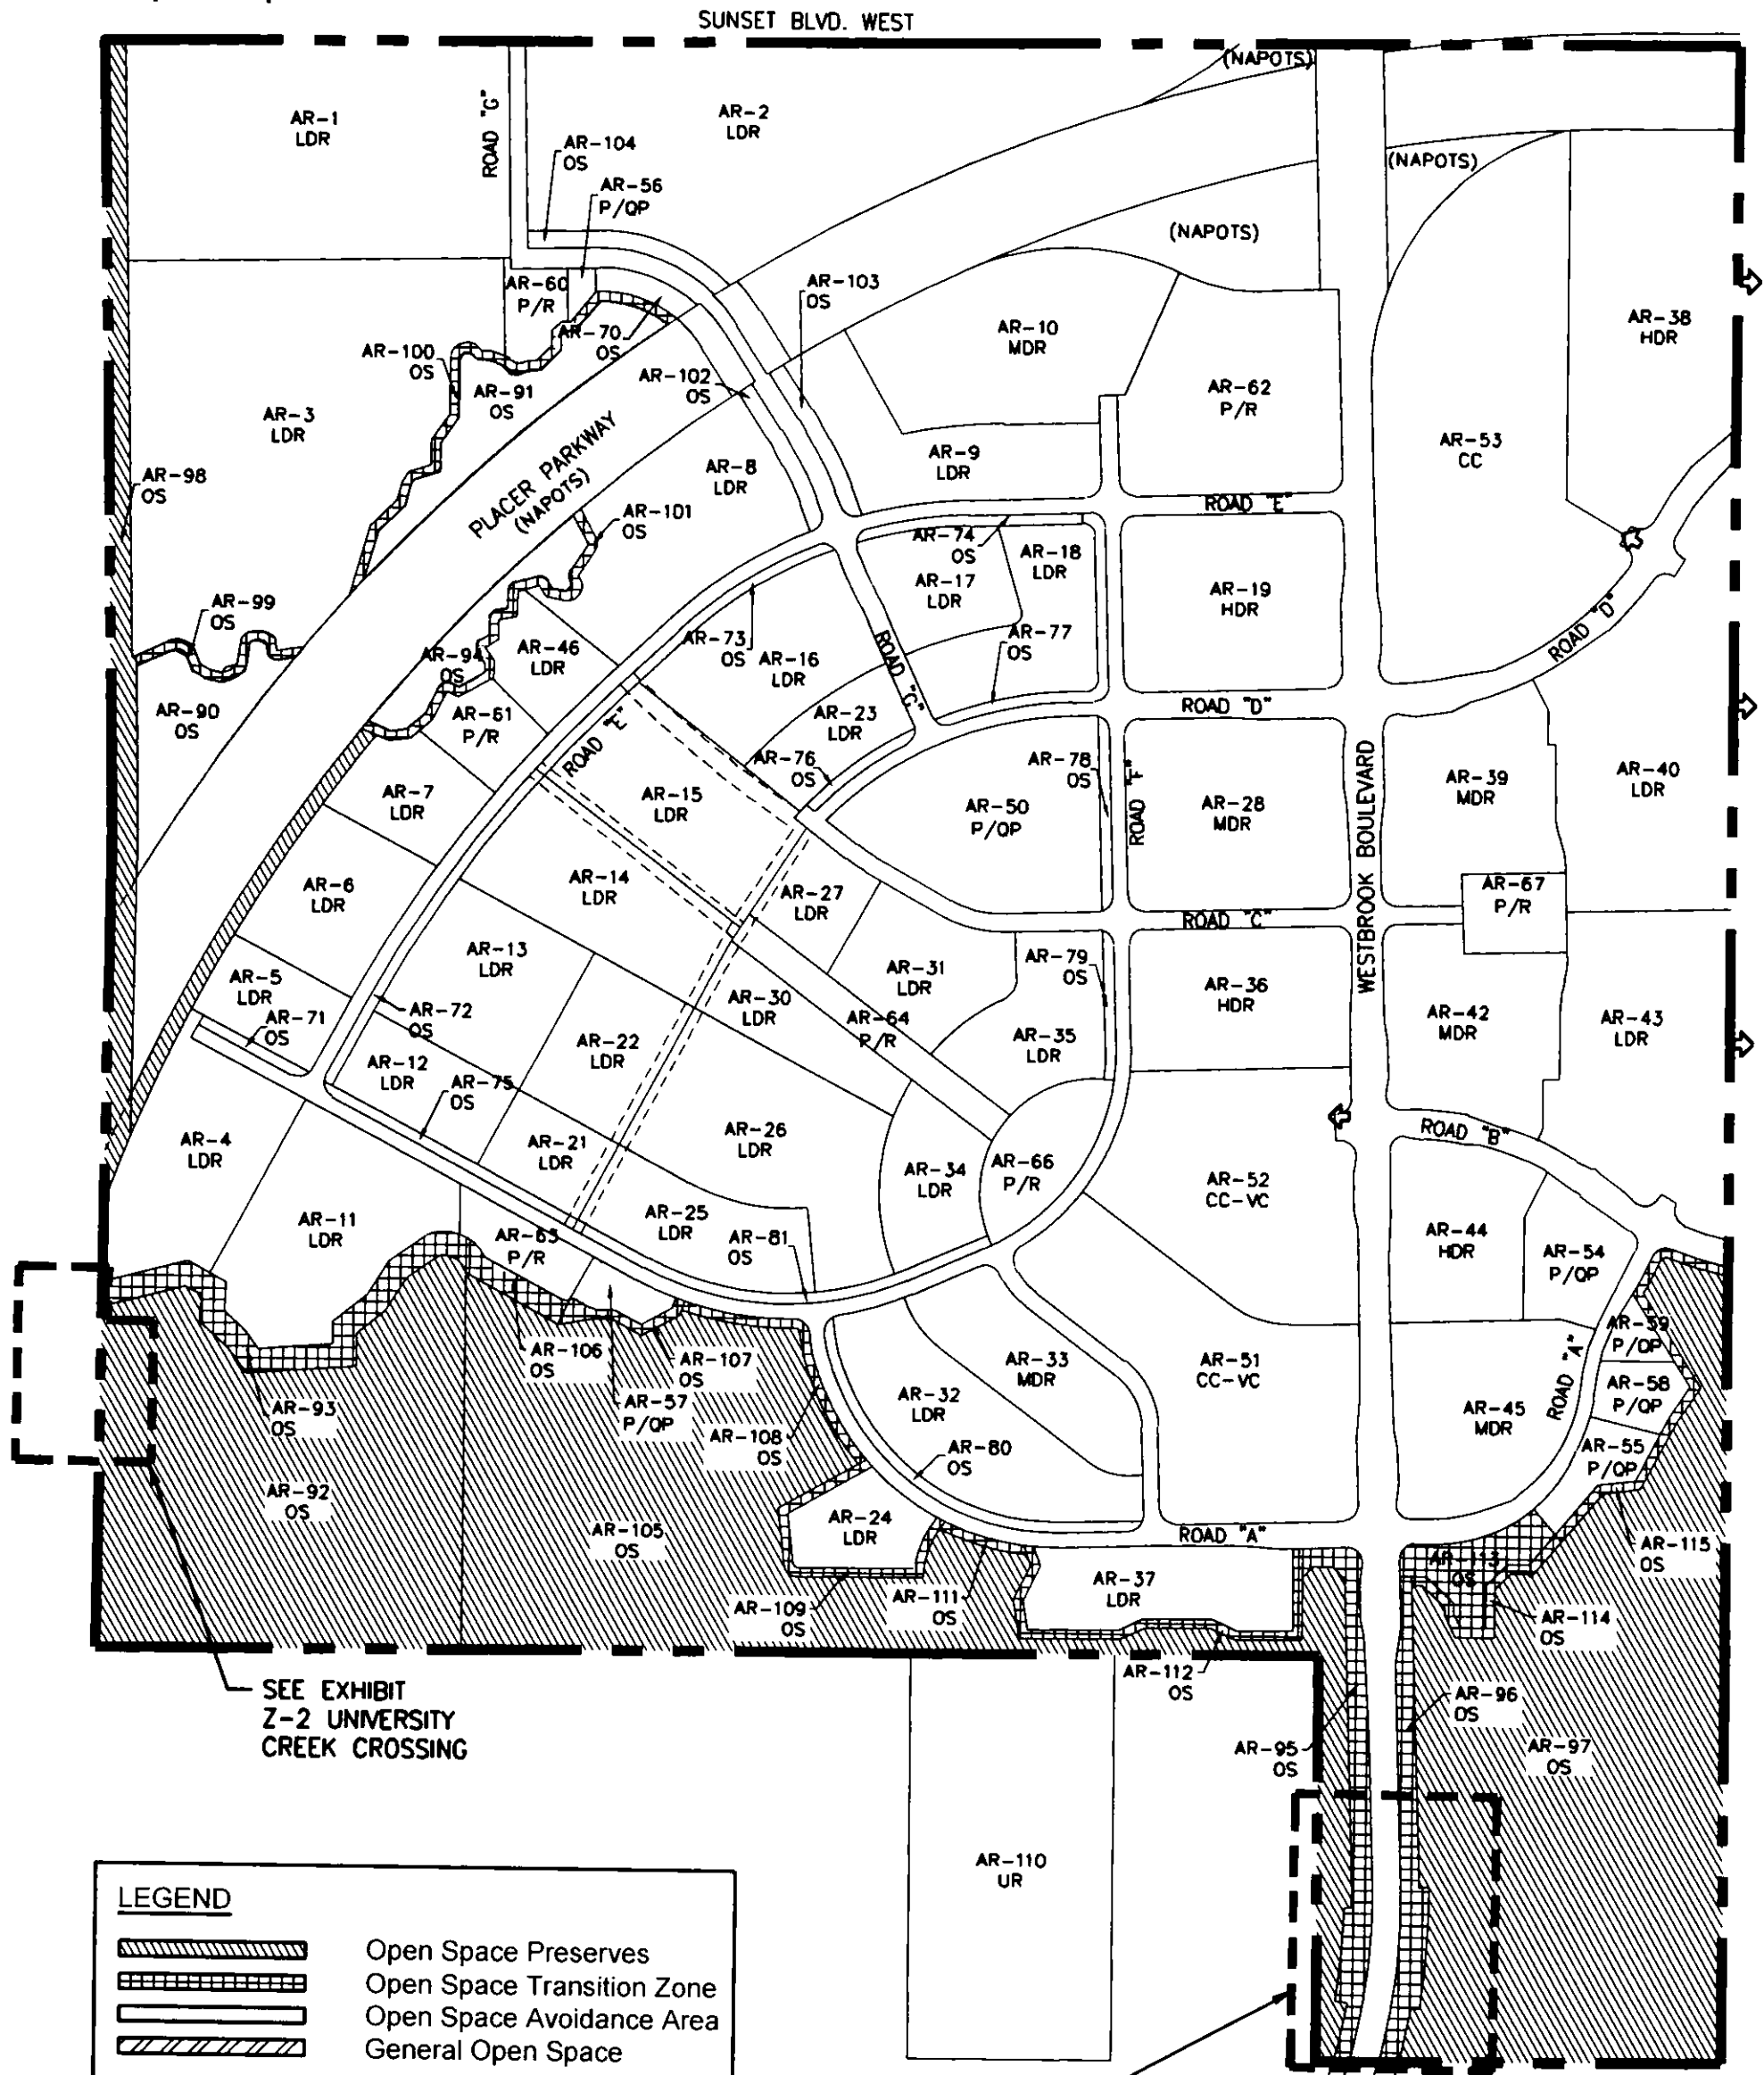 SUNSET BLVD. WEST
(NAPOTS)
AR-1
LDR
ROAD "G"
AR-2
LDR
AR-104
OS
AR-56
P/QP
(NAPOTS)
(NAPOTS)
AR-60
P/R
AR-103
OS
AR-70
OS
AR-10
MDR
AR-38
HDR
AR-100
OS
AR-91
OS
AR-102
OS
AR-62
P/R
AR-3
LDR
AR-53
CC
PLACER PARKWAY
(NAPOTS)
AR-8
LDR
AR-9
LDR
AR-98
OS
AR-101
OS
ROAD "E"
AR-74
OS
AR-18
LDR
AR-17
LDR
AR-19
HDR
AR-99
OS
ROAD "D"
AR-94
OS
AR-46
LDR
AR-73
OS
AR-16
LDR
ROAD "G"
AR-77
OS
AR-90
OS
AR-61
P/R
ROAD "E"
AR-23
LDR
ROAD "D"
AR-76
OS
AR-78
OS
AR-7
LDR
AR-15
LDR
AR-50
P/QP
ROAD "F"
AR-28
MDR
WESTBROOK BOULEVARD
AR-39
MDR
AR-40
LDR
AR-6
LDR
AR-14
LDR
AR-27
LDR
AR-67
P/R
ROAD "C"
AR-13
LDR
AR-5
LDR
AR-31
LDR
AR-79
OS
AR-36
HDR
AR-72
OS
AR-71
OS
AR-30
LDR
AR-64
P/R
AR-42
MDR
AR-43
LDR
AR-22
LDR
AR-35
LDR
AR-12
LDR
AR-75
OS
AR-4
LDR
AR-21
LDR
AR-26
LDR
ROAD "B"
AR-34
LDR
AR-66
P/R
AR-52
CC-VC
AR-11
LDR
AR-63
P/R
AR-25
LDR
AR-81
OS
AR-44
HDR
AR-54
P/QP
AR-106
OS
AR-107
OS
AR-57
P/QP
AR-33
MDR
AR-51
CC-VC
AR-59
P/QP
AR-58
P/QP
ROAD "A"
AR-93
OS
AR-32
LDR
AR-45
MDR
AR-108
OS
AR-80
OS
AR-55
P/QP
AR-92
OS
AR-105
OS
AR-24
LDR
ROAD "A"
AR-115
OS
AR-113
OS
AR-37
LDR
AR-109
OS
AR-111
OS
AR-114
OS
AR-112
OS
SEE EXHIBIT
Z-2 UNIVERSITY
CREEK CROSSING
AR-96
OS
AR-95
OS
AR-97
OS
AR-110
UR
LEGEND
Open Space Preserves
Open Space Transition Zone
Open Space Avoidance Area
General Open Space